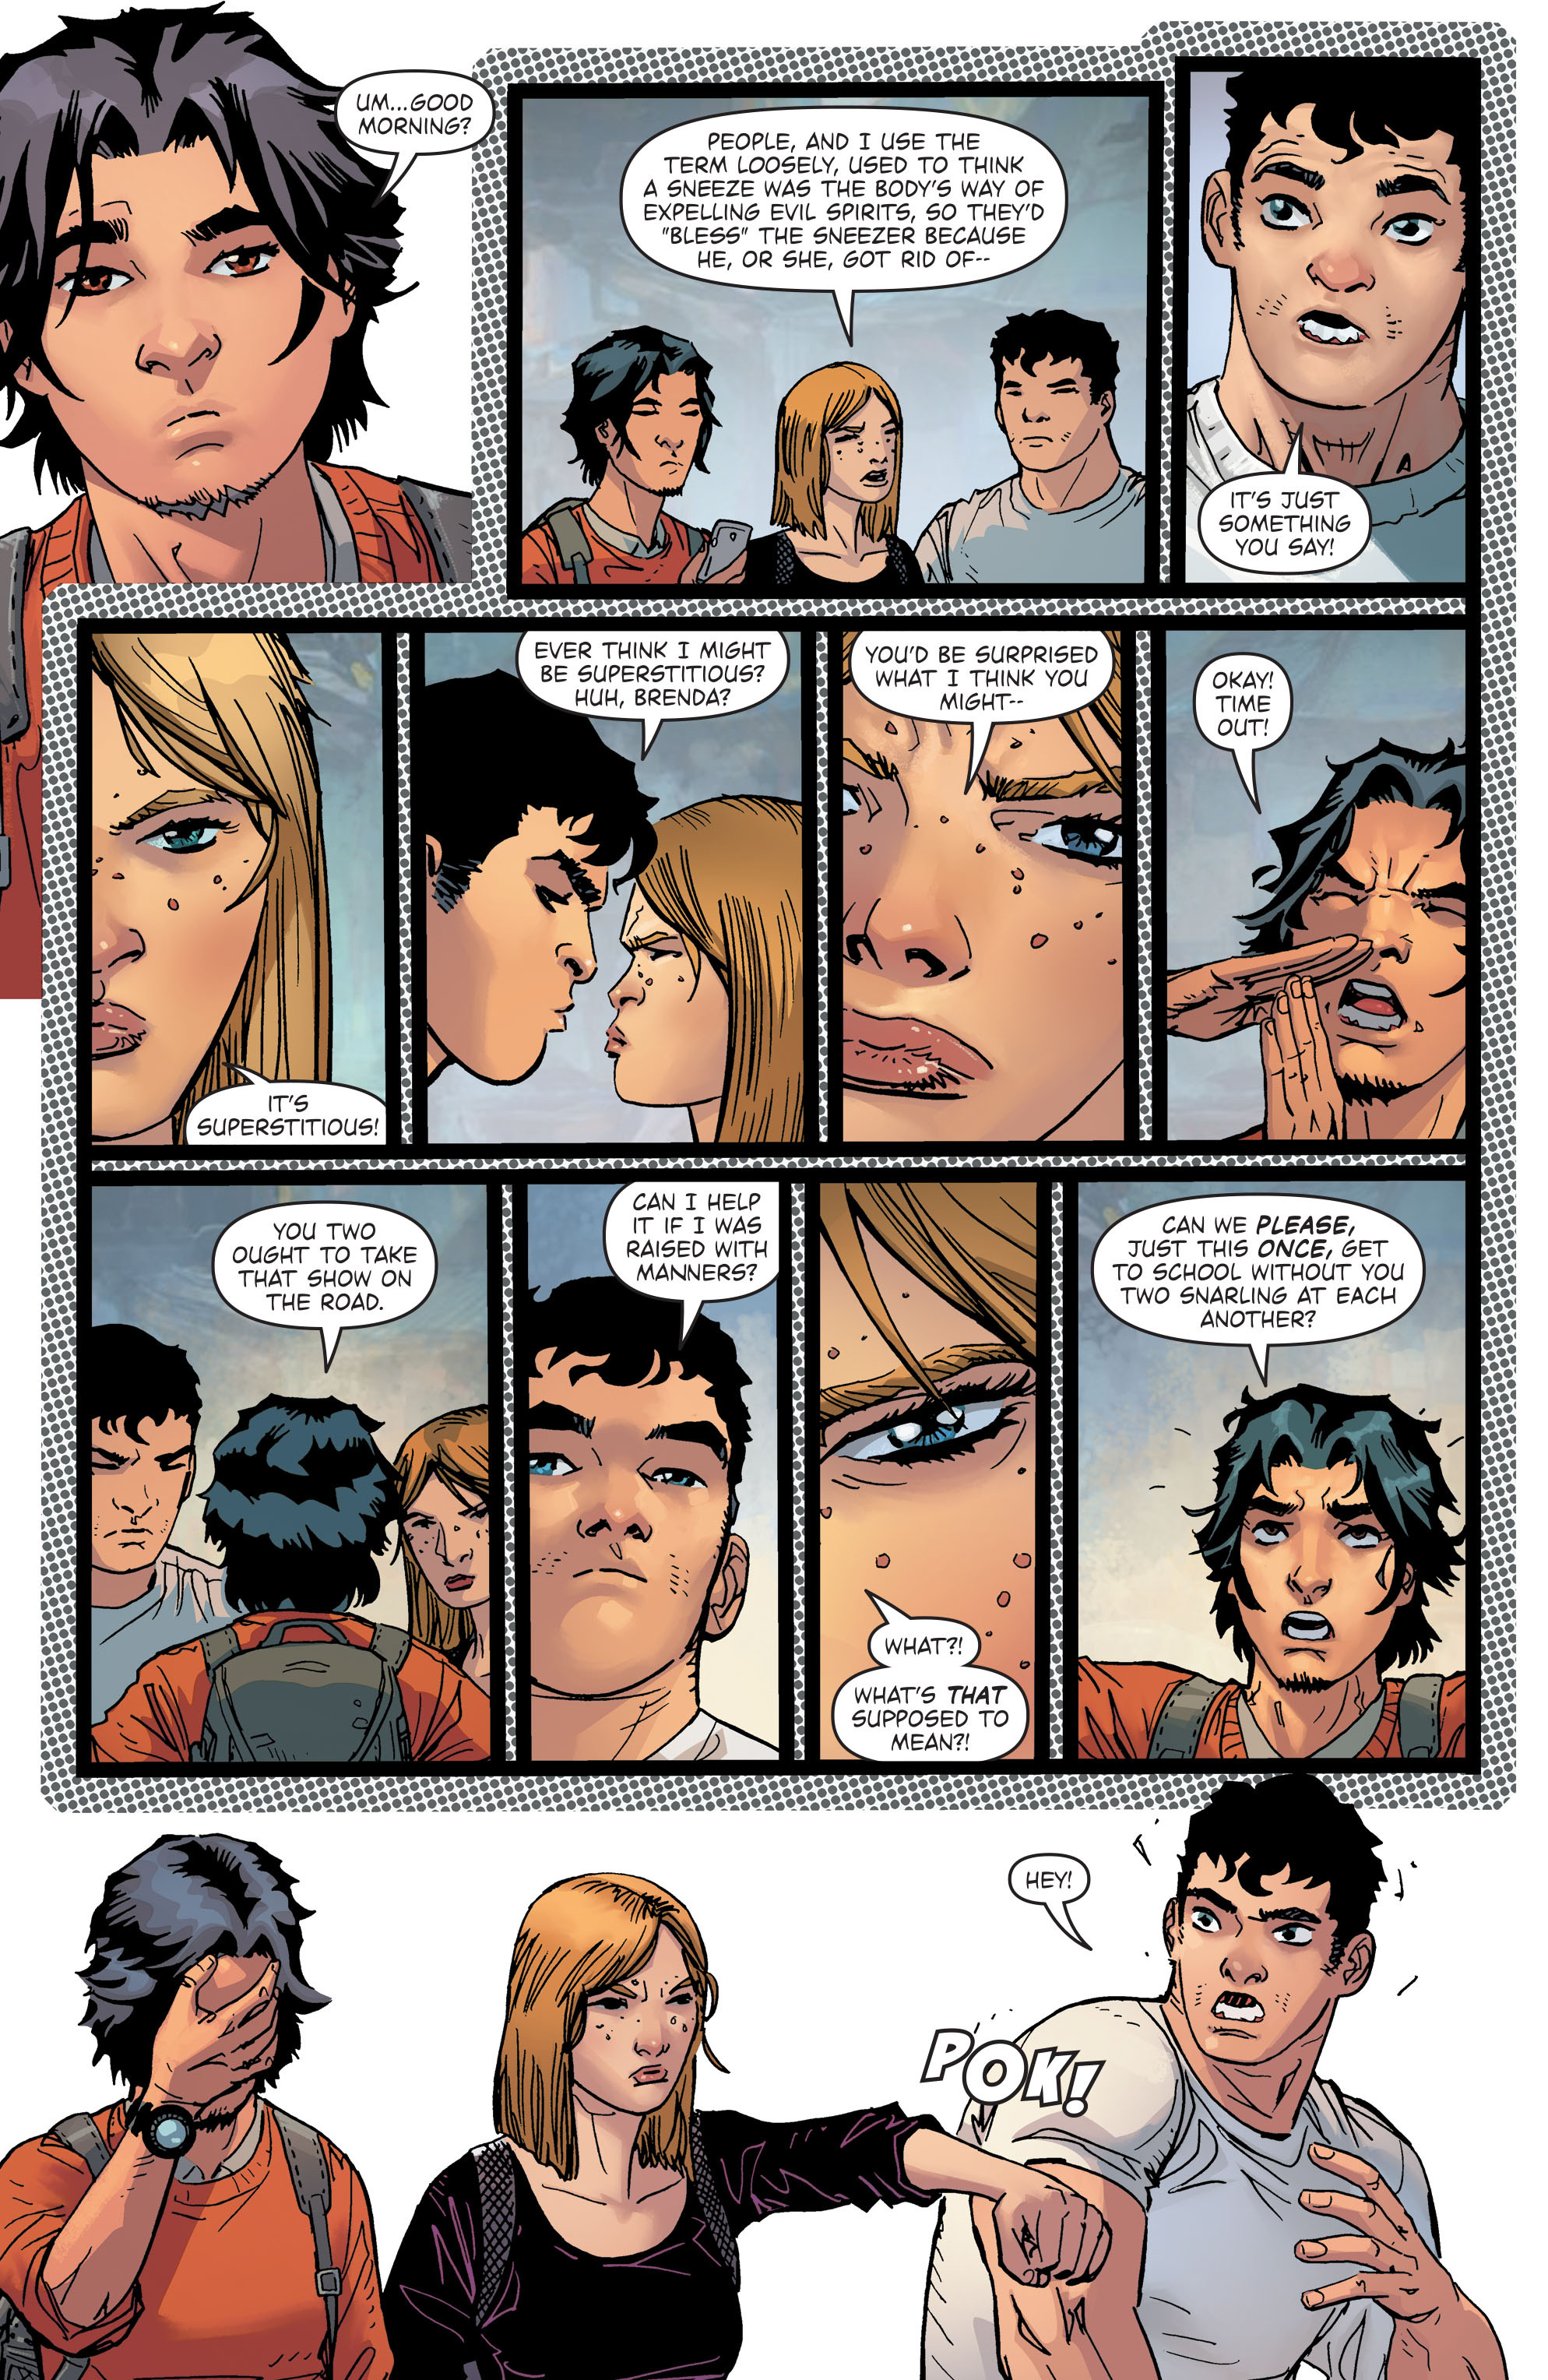 UM...GOOD
MORNING?
PEOPLE, AND I USE THE
TERM LOOSELY, USED TO THINK
A SNEEZE WAS THE BODY'S WAY OF
EXPELLING EVIL SPIRITS, SO THEY'D
"BLESS" THE SNEEZER BECAUSE
HE, OR SHE, GOT RID OF--
IT'S JUST
SOMETHING
YOU SAY!
IT'S
SUPERSTITIOUS!
EVER THINK I MIGHT
BE SUPERSTITIOUS?
HUH, BRENDA?
YOU'D BE SURPRISED
WHAT I THINK YOU
MIGHT--
OKAY!
TIME
OUT!
YOU TWO
OUGHT TO TAKE
THAT SHOW ON
THE ROAD.
CAN I HELP
IT IF I WAS
RAISED WITH
MANNERS?
WHAT?!
WHAT'S THAT
SUPPOSED TO
MEAN?!
CAN WE PLEASE,
JUST THIS ONCE, GET
TO SCHOOL WITHOUT YOU
TWO SNARLING AT EACH
ANOTHER?
HEY!
POK!